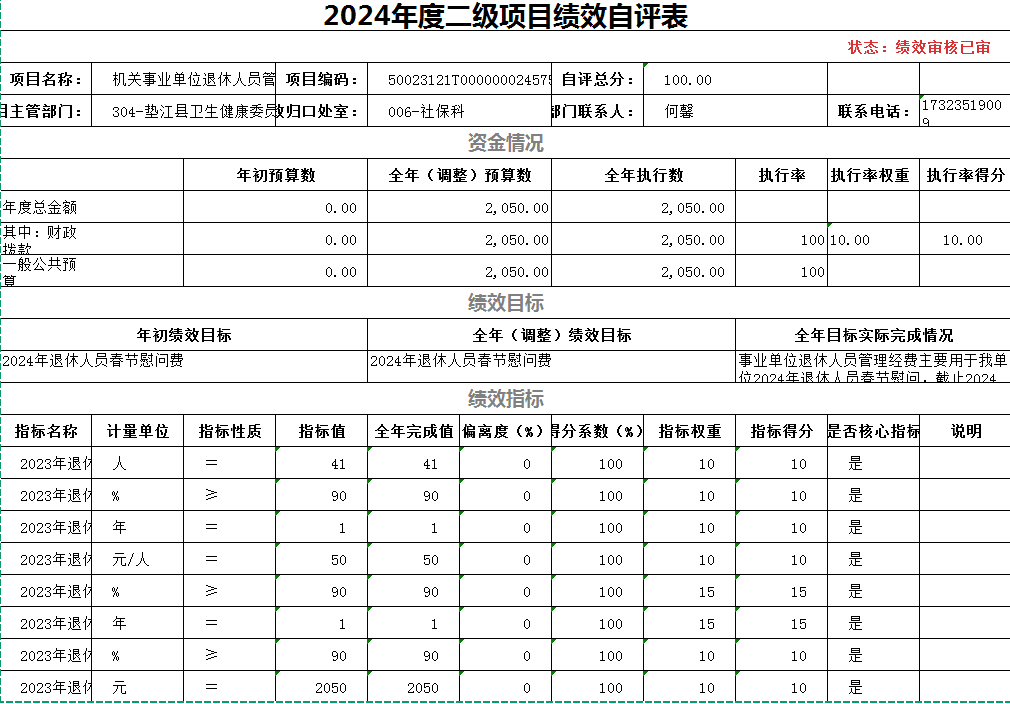 2024年度二级项目绩效自评表
状态：绩效审核已审
项目名称： 机关事业单位退休人员管 项目编码： 50023121T00000002457 自评总分： 100.00
主管部门： 304-垫江县卫生健康委员 归口处室： 006-社保科 部门联系人： 何馨 联系电话： 17323519009
资金情况
年初预算数 全年（调整）预算数 全年执行数 执行率 执行率权重 执行率得分
年度总金额 0.00 2,050.00 2,050.00
其中：财政拨款 0.00 2,050.00 2,050.00 100 10.00 10.00
一般公共预算 0.00 2,050.00 2,050.00 100
绩效目标
年初绩效目标 全年（调整）绩效目标 全年目标实际完成情况
2024年退休人员春节慰问费 2024年退休人员春节慰问费 事业单位退休人员管理经费主要用于我单
位2024年退休人员春节慰问，截止2024
绩效指标
指标名称 计量单位 指标性质 指标值 全年完成值 偏离度（%） 得分系数（%） 指标权重 指标得分 是否核心指标 说明
2023年退休 人 ＝ 41 41 0 100 10 10 是
2023年退休 % ≥ 90 90 0 100 10 10 是
2023年退休 年 ＝ 1 1 0 100 10 10 是
2023年退休 元/人 ＝ 50 50 0 100 10 10 是
2023年退休 % ≥ 90 90 0 100 15 15 是
2023年退休 年 ＝ 1 1 0 100 15 15 是
2023年退休 % ≥ 90 90 0 100 10 10 是
2023年退休 元 ＝ 2050 2050 0 100 10 10 是